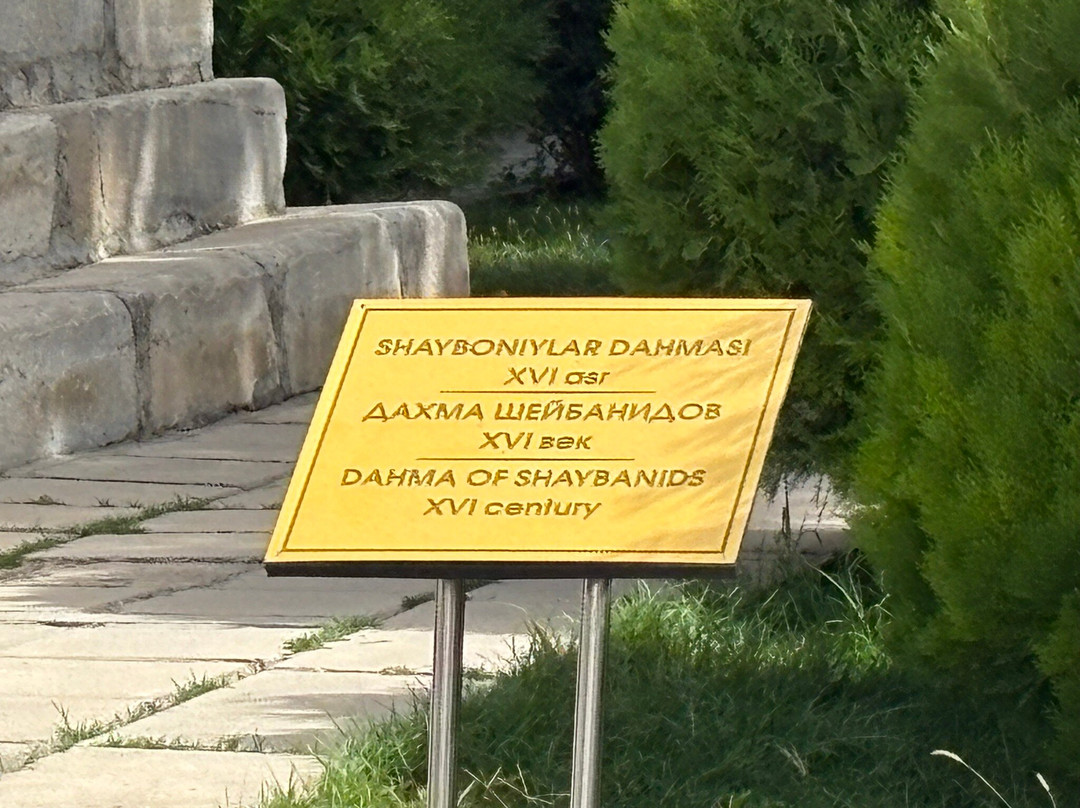 SHAYBONIYLAR DAHMASI
XVI asr
ДАХМА ШЕЙБАНИДОВ
XVI век
DAHMA OF SHAYBANIDS
XVI century